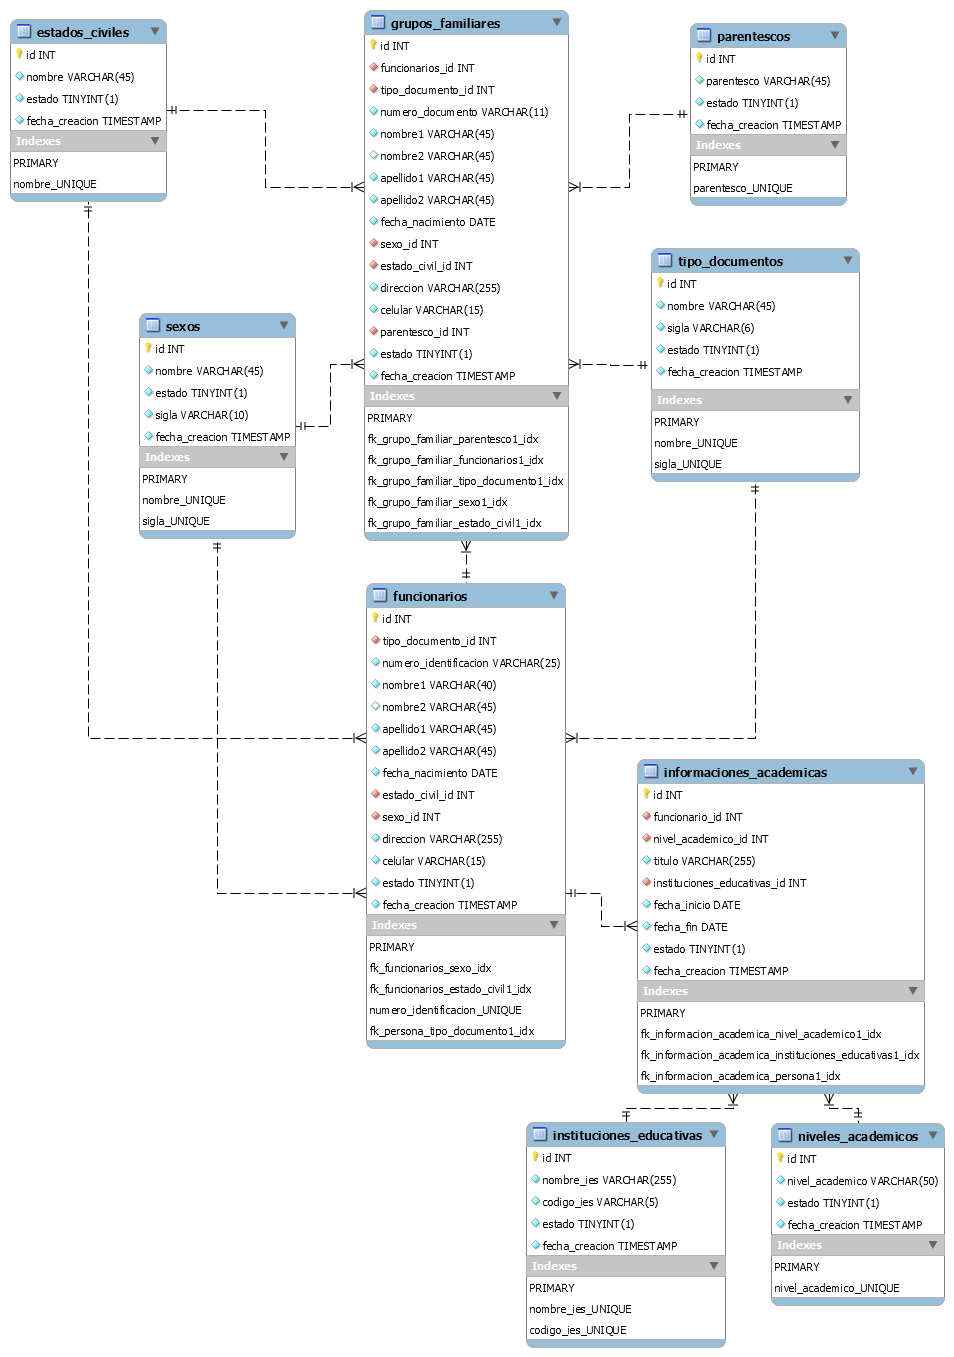 estados_civiles
id INT
nombre VARCHAR(45)
estado TINYINT(1)
fecha_creacion TIMESTAMP
Indexes
PRIMARY
nombre_UNIQUE
grupos_familiares
id INT
funcionarios_id INT
tipo_documento_id INT
numero_documento VARCHAR(11)
nombre1 VARCHAR(45)
nombre2 VARCHAR(45)
apellido1 VARCHAR(45)
apellido2 VARCHAR(45)
fecha_nacimiento DATE
sexo_id INT
estado_civil_id INT
direccion VARCHAR(255)
celular VARCHAR(15)
parentesco_id INT
estado TINYINT(1)
fecha_creacion TIMESTAMP
Indexes
PRIMARY
fk_grupo_familiar_parentesco1_idx
fk_grupo_familiar_funcionarios1_idx
fk_grupo_familiar_tipo_documento1_idx
fk_grupo_familiar_sexo1_idx
fk_grupo_familiar_estado_civil1_idx
parentescos
id INT
parentesco VARCHAR(45)
estado TINYINT(1)
fecha_creacion TIMESTAMP
Indexes
PRIMARY
parentesco_UNIQUE
tipo_documentos
id INT
nombre VARCHAR(45)
sigla VARCHAR(6)
estado TINYINT(1)
fecha_creacion TIMESTAMP
Indexes
PRIMARY
nombre_UNIQUE
sigla_UNIQUE
sexos
id INT
nombre VARCHAR(45)
estado TINYINT(1)
sigla VARCHAR(10)
fecha_creacion TIMESTAMP
Indexes
PRIMARY
nombre_UNIQUE
sigla_UNIQUE
funcionarios
id INT
tipo_documento_id INT
numero_identificacion VARCHAR(25)
nombre1 VARCHAR(40)
nombre2 VARCHAR(45)
apellido1 VARCHAR(45)
apellido2 VARCHAR(45)
fecha_nacimiento DATE
estado_civil_id INT
sexo_id INT
direccion VARCHAR(255)
celular VARCHAR(15)
estado TINYINT(1)
fecha_creacion TIMESTAMP
Indexes
PRIMARY
fk_funcionarios_sexo_idx
fk_funcionarios_estado_civil1_idx
numero_identificacion_UNIQUE
fk_persona_tipo_documento1_idx
informaciones_academicas
id INT
funcionario_id INT
nivel_academico_id INT
titulo VARCHAR(255)
instituciones_educativas_id INT
fecha_inicio DATE
fecha_fin DATE
estado TINYINT(1)
fecha_creacion TIMESTAMP
Indexes
PRIMARY
fk_informacion_academica_nivel_academico1_idx
fk_informacion_academica_instituciones_educativas1_idx
fk_informacion_academica_persona1_idx
instituciones_educativas
id INT
nombre_ies VARCHAR(255)
codigo_ies VARCHAR(5)
estado TINYINT(1)
fecha_creacion TIMESTAMP
Indexes
PRIMARY
nombre_ies_UNIQUE
codigo_ies_UNIQUE
niveles_academicos
id INT
nivel_academico VARCHAR(50)
estado TINYINT(1)
fecha_creacion TIMESTAMP
Indexes
PRIMARY
nivel_academico_UNIQUE